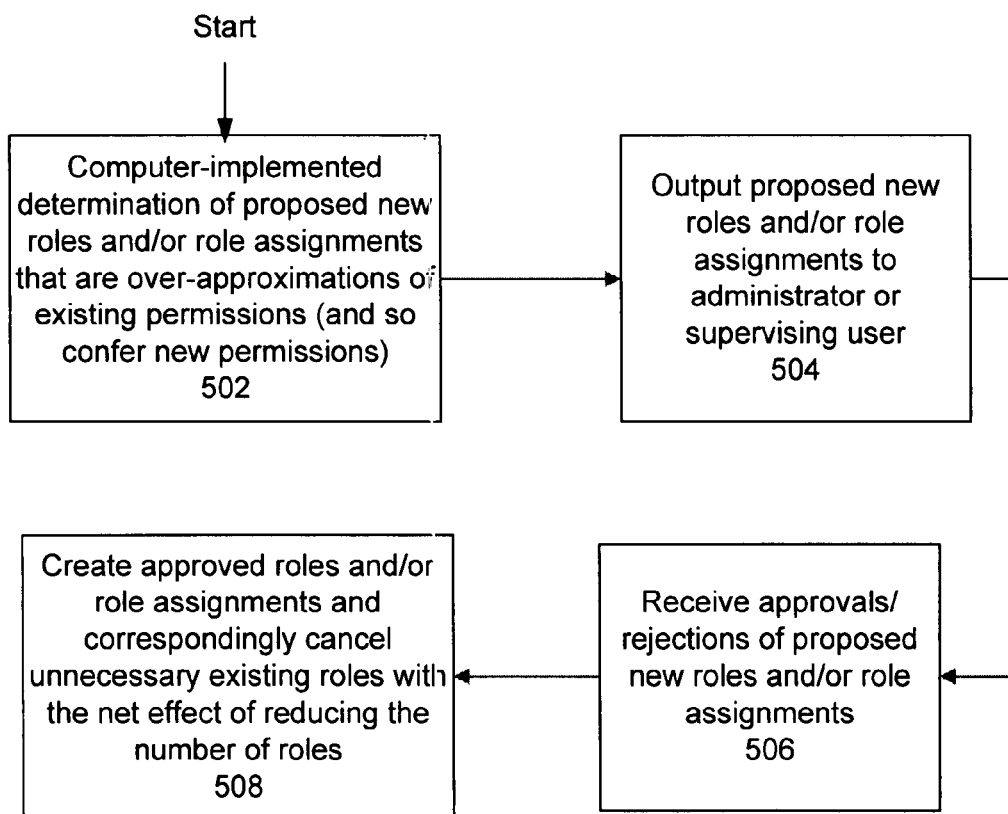 Start
Computer-implemented
determination of proposed new
roles and/or role assignments
that are over-approximations of
existing permissions (and so
confer new permissions)
502
Output proposed new
roles and/or role
assignments to
administrator or
supervising user
504
Create approved roles and/or
role assignments and
correspondingly cancel
unnecessary existing roles with
the net effect of reducing the
number of roles
508
Receive approvals/
rejections of proposed
new roles and/or role
assignments
506